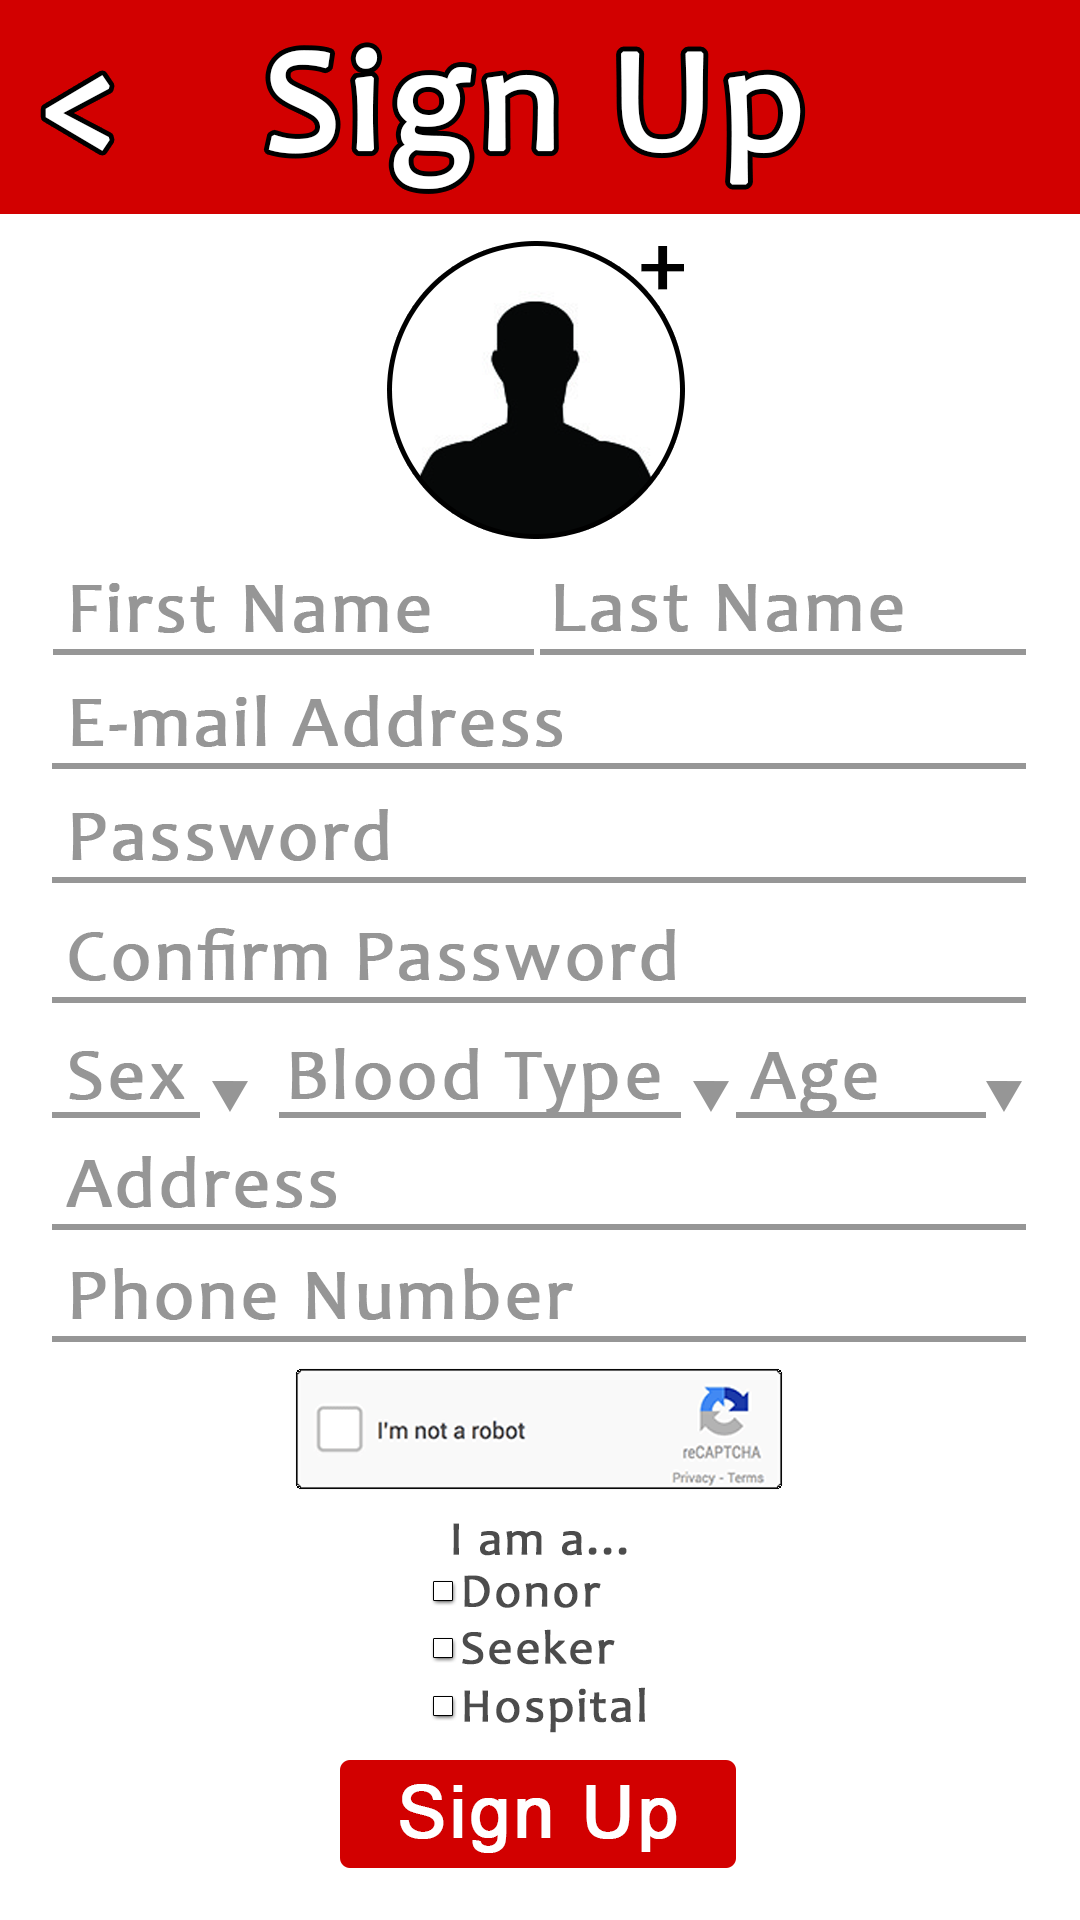 < Sign Up
+
First Name Last Name
E-mail Address
Password
Confirm Password
Sex ▼ Blood Type ▼ Age ▼
Address
Phone Number
I'm not a robot
reCAPTCHA
Privacy - Terms
I am a...
Donor
Seeker
Hospital
Sign Up